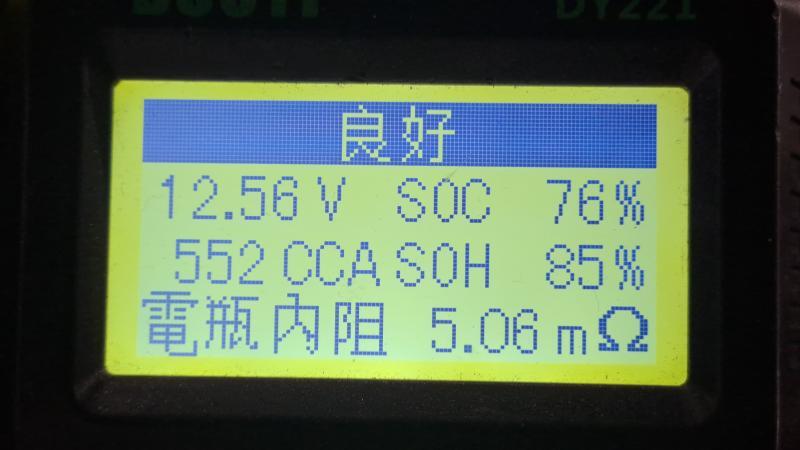 DY221
良好
12.56 V SOC 76%
552 CCA SOH 85%
電瓶內阻 5.06 mΩ